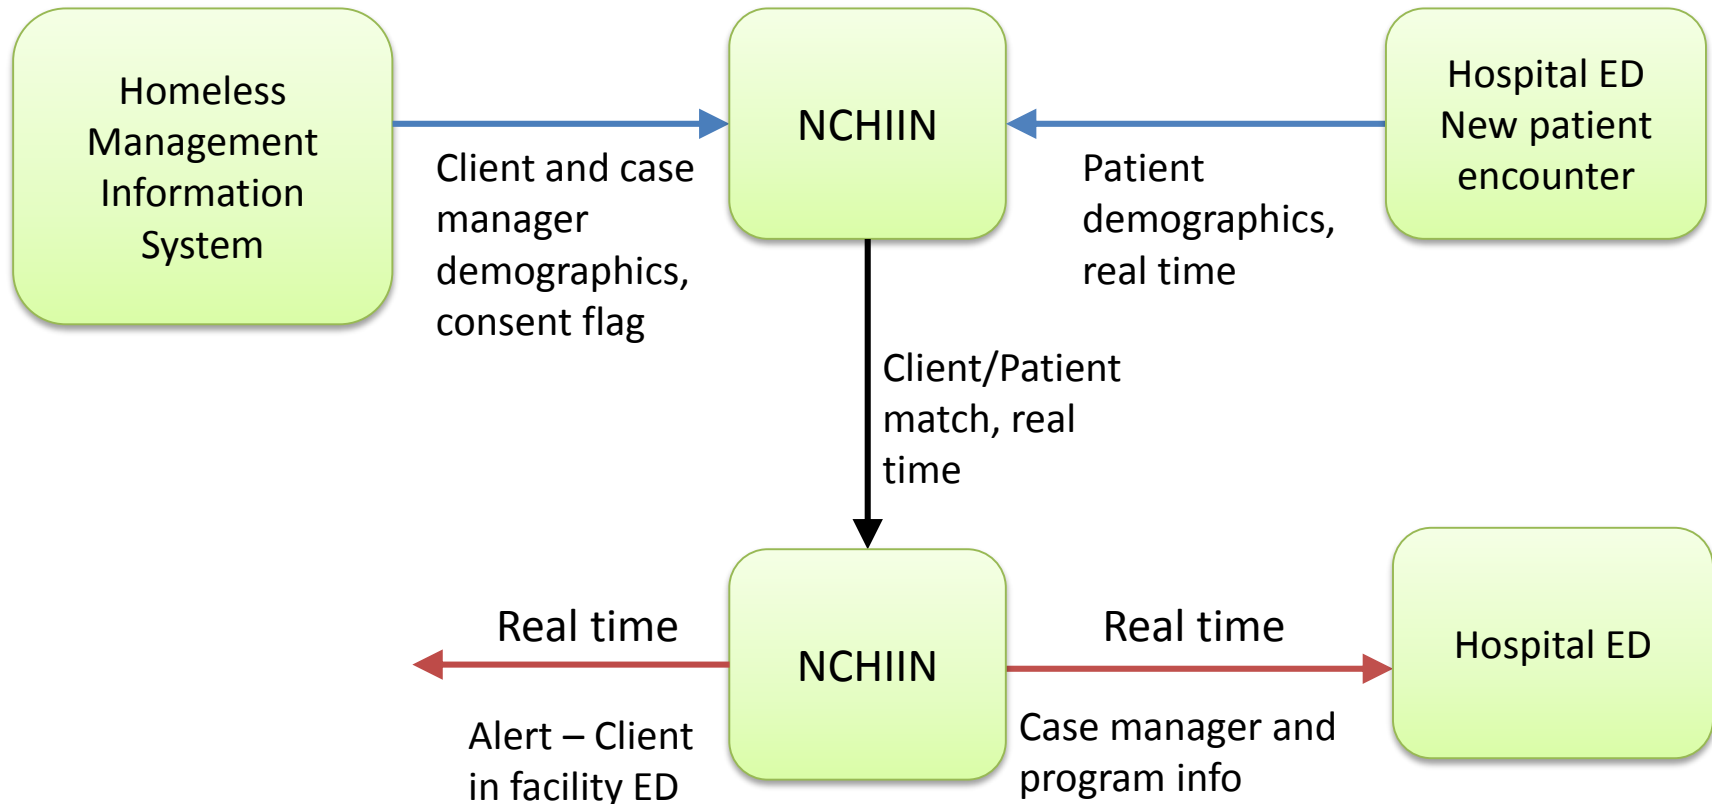 Homeless
Management
Information
System
Client and case
manager
demographics,
consent flag
NCHIIN
Patient
demographics,
real time
Hospital ED
New patient
encounter
Client/Patient
match, real
time
Real time
Alert – Client
in facility ED
NCHIIN
Real time
Case manager and
program info
Hospital ED